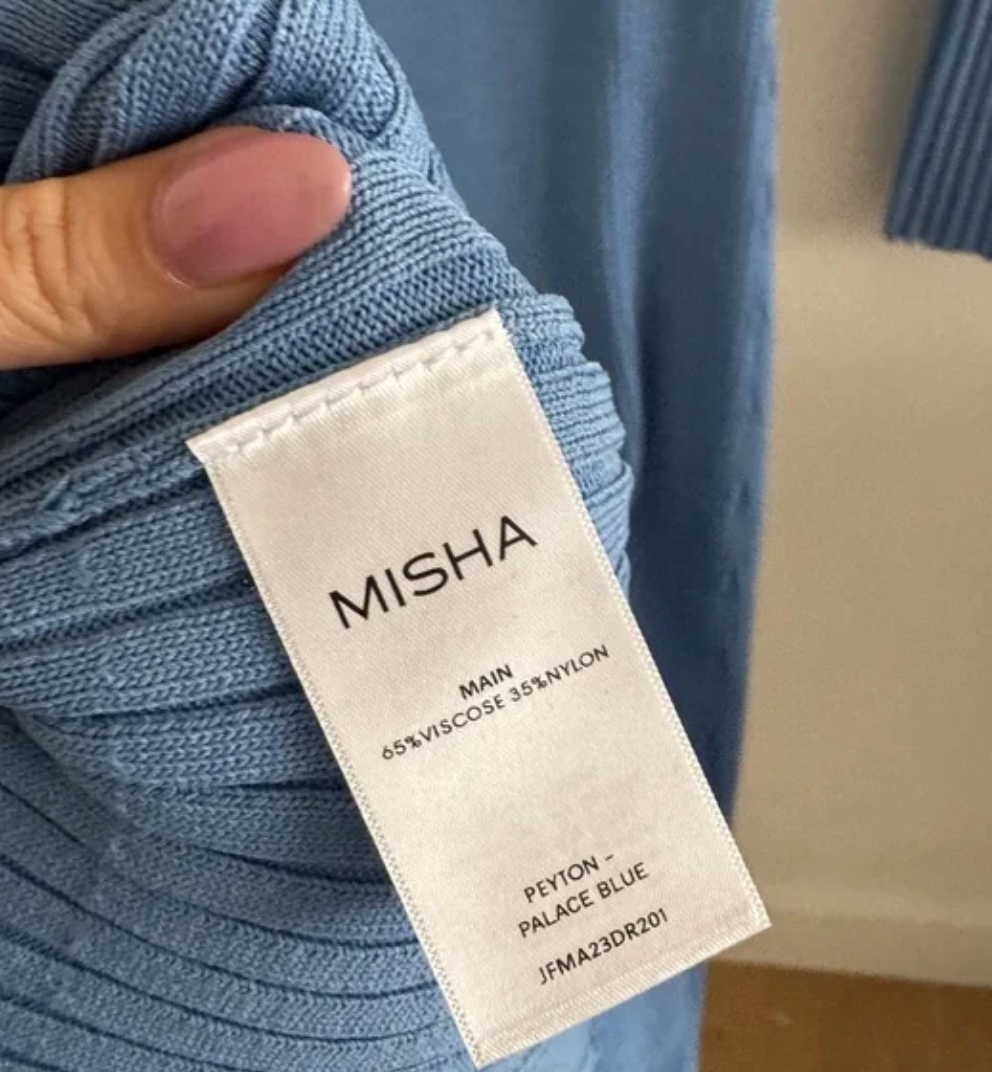 MISHA
MAIN
65%VISCOSE 35%NYLON
PEYTON –
PALACE BLUE
JFMA23DR201